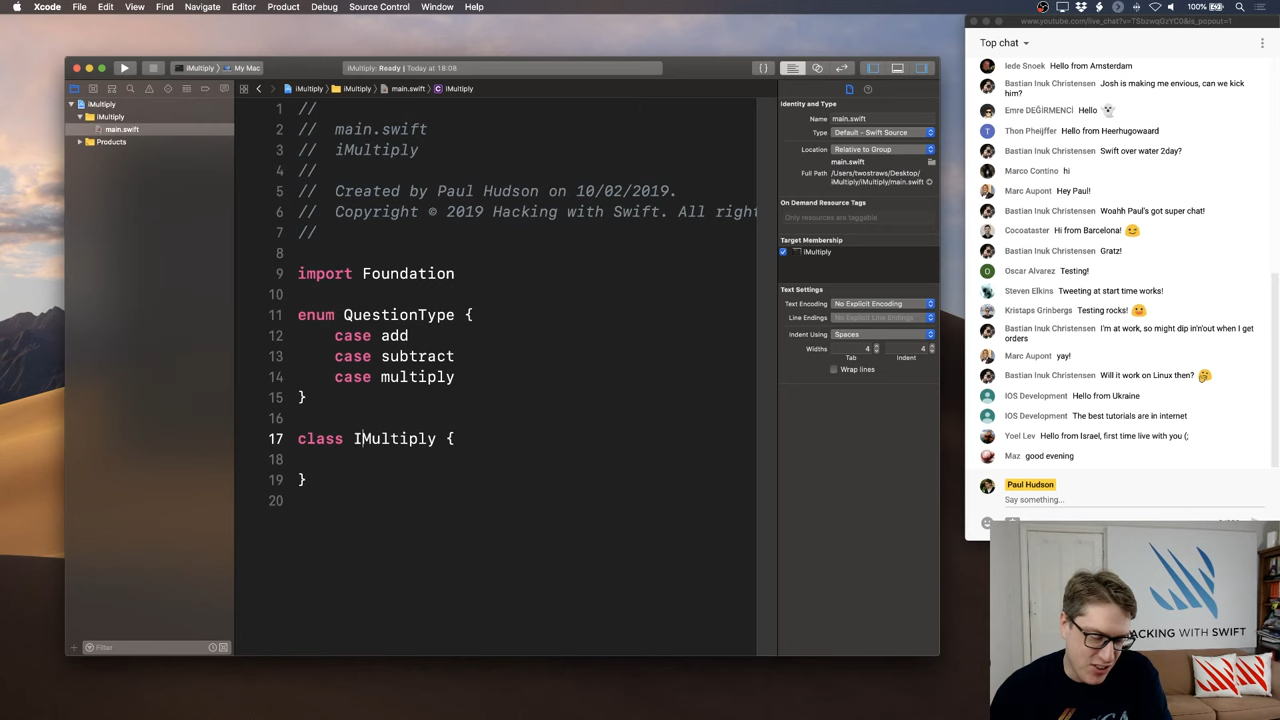 Xcode File Edit View Find Navigate Editor Product Debug Source Control Window Help 100%
iMultiply My Mac
iMultiply: Ready | Today at 18:08
iMultiply iMultiply main.swift C iMultiply
iMultiply
iMultiply
main.swift
Products
Filter
1 //
2 // main.swift
3 // iMultiply
4 //
5 // Created by Paul Hudson on 10/02/2019.
6 // Copyright © 2019 Hacking with Swift. All right
7 //
8
9 import Foundation
10
11 enum QuestionType {
12 case add
13 case subtract
14 case multiply
15 }
16
17 class IMultiply {
18
19 }
20
Identity and Type
Name main.swift
Type Default - Swift Source
Location Relative to Group
main.swift
Full Path /Users/twostraws/Desktop/
iMultiply/iMultiply/main.swift
On Demand Resource Tags
Only resources are taggable
Target Membership
iMultiply
Text Settings
Text Encoding No Explicit Encoding
Line Endings No Explicit Line Endings
Indent Using Spaces
Widths 4 4
Tab Indent
Wrap lines
www.youtube.com/live_chat?v=TSbzwqGzYC0&is_popout=1
Top chat
Iede Snoek Hello from Amsterdam
Bastian Inuk Christensen Josh is making me envious, can we kick
him?
Emre DEĞİRMENCİ Hello
T Thon Pheijffer Hello from Heerhugowaard
Bastian Inuk Christensen Swift over water 2day?
Marco Contino hi
Marc Aupont Hey Paul!
Bastian Inuk Christensen Woahh Paul's got super chat!
Cocoataster Hi from Barcelona!
Bastian Inuk Christensen Gratz!
O Oscar Alvarez Testing!
Steven Elkins Tweeting at start time works!
Kristaps Grinbergs Testing rocks!
Bastian Inuk Christensen I'm at work, so might dip in'n'out when I get
orders
Marc Aupont yay!
Bastian Inuk Christensen Will it work on Linux then?
IOS Development Hello from Ukraine
IOS Development The best tutorials are in internet
Yoel Lev Hello from Israel, first time live with you (;
Maz good evening
Paul Hudson
Say something...
HACKING WITH SWIFT